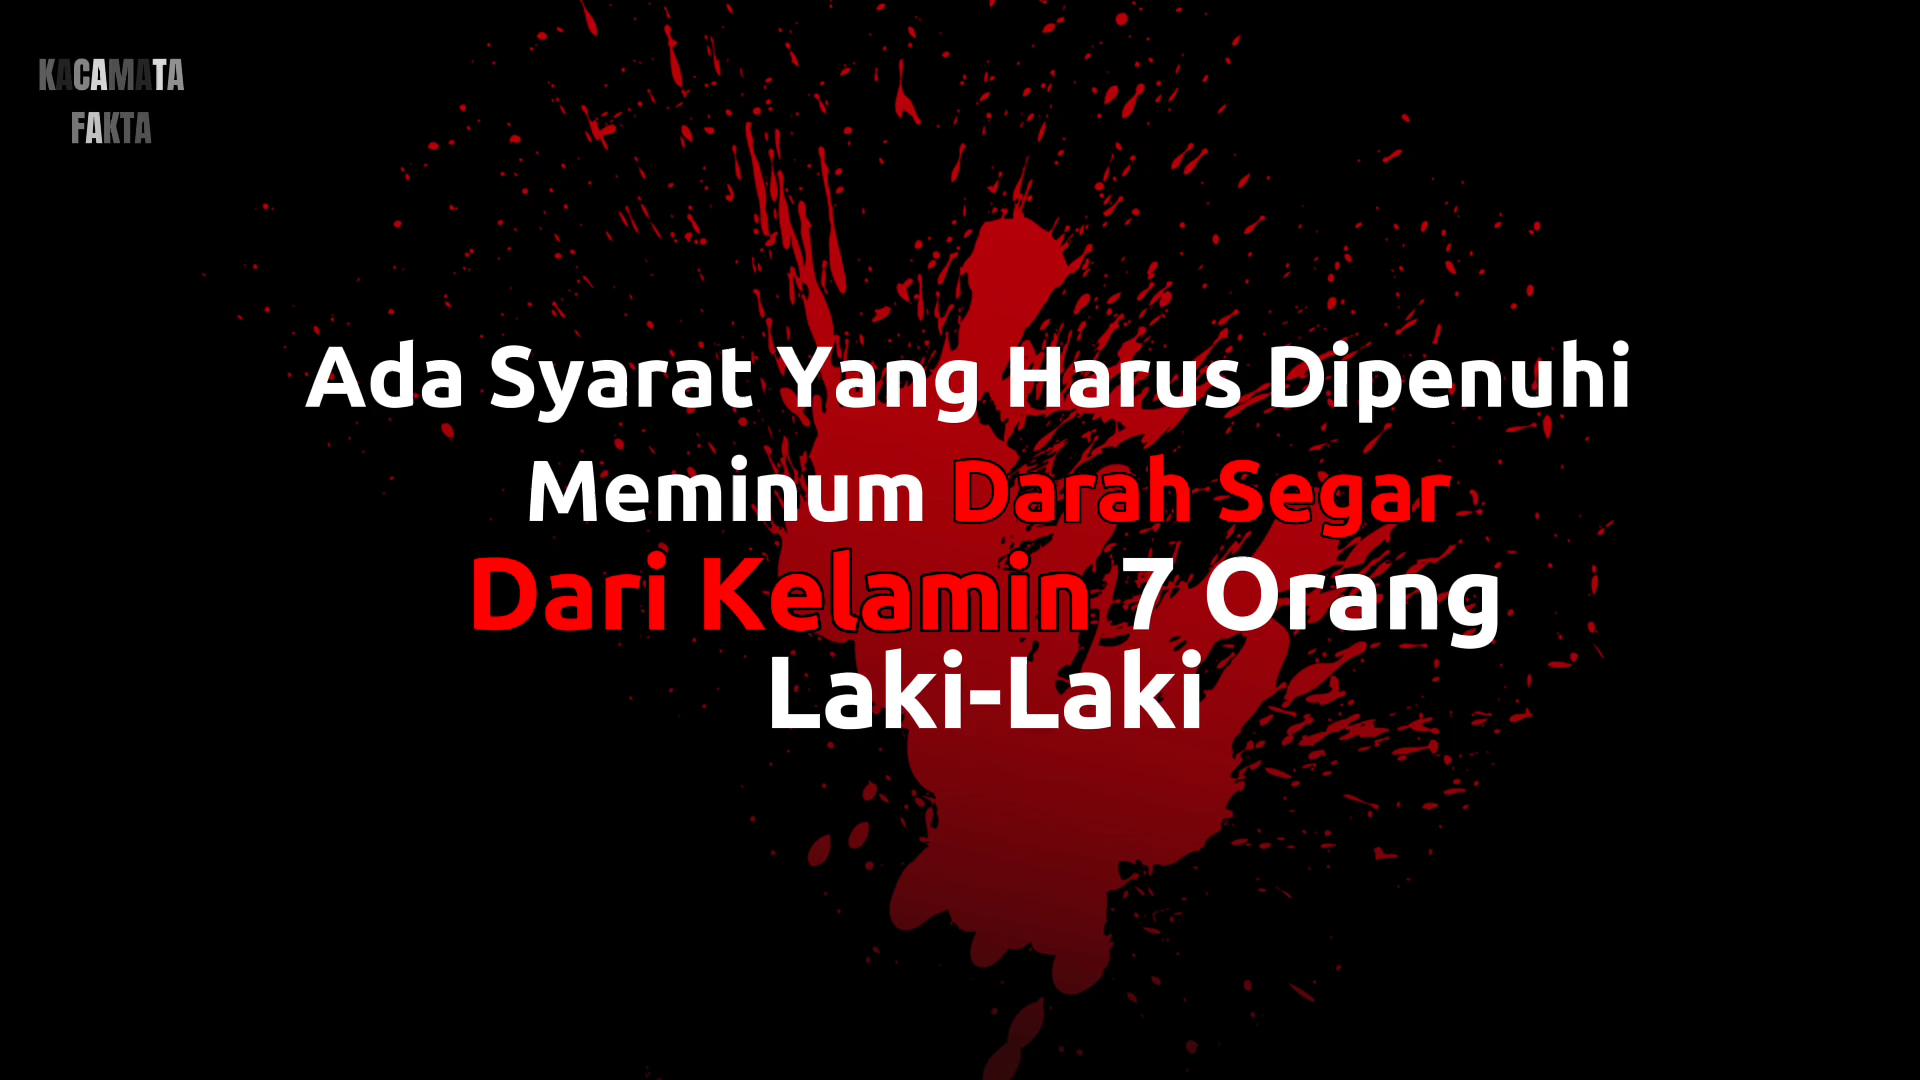 KACAMATA
FAKTA
Ada Syarat Yang Harus Dipenuhi
Meminum Darah Segar
Dari Kelamin 7 Orang
Laki-Laki